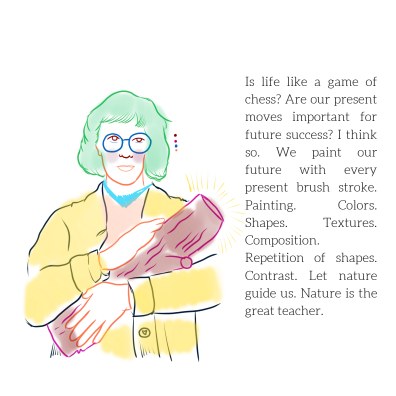 Is life like a game of
chess? Are our present
moves important for
future success? I think
so. We paint our
future with every
present brush stroke.
Painting. Colors.
Shapes. Textures.
Composition.
Repetition of shapes.
Contrast. Let nature
guide us. Nature is the
great teacher.